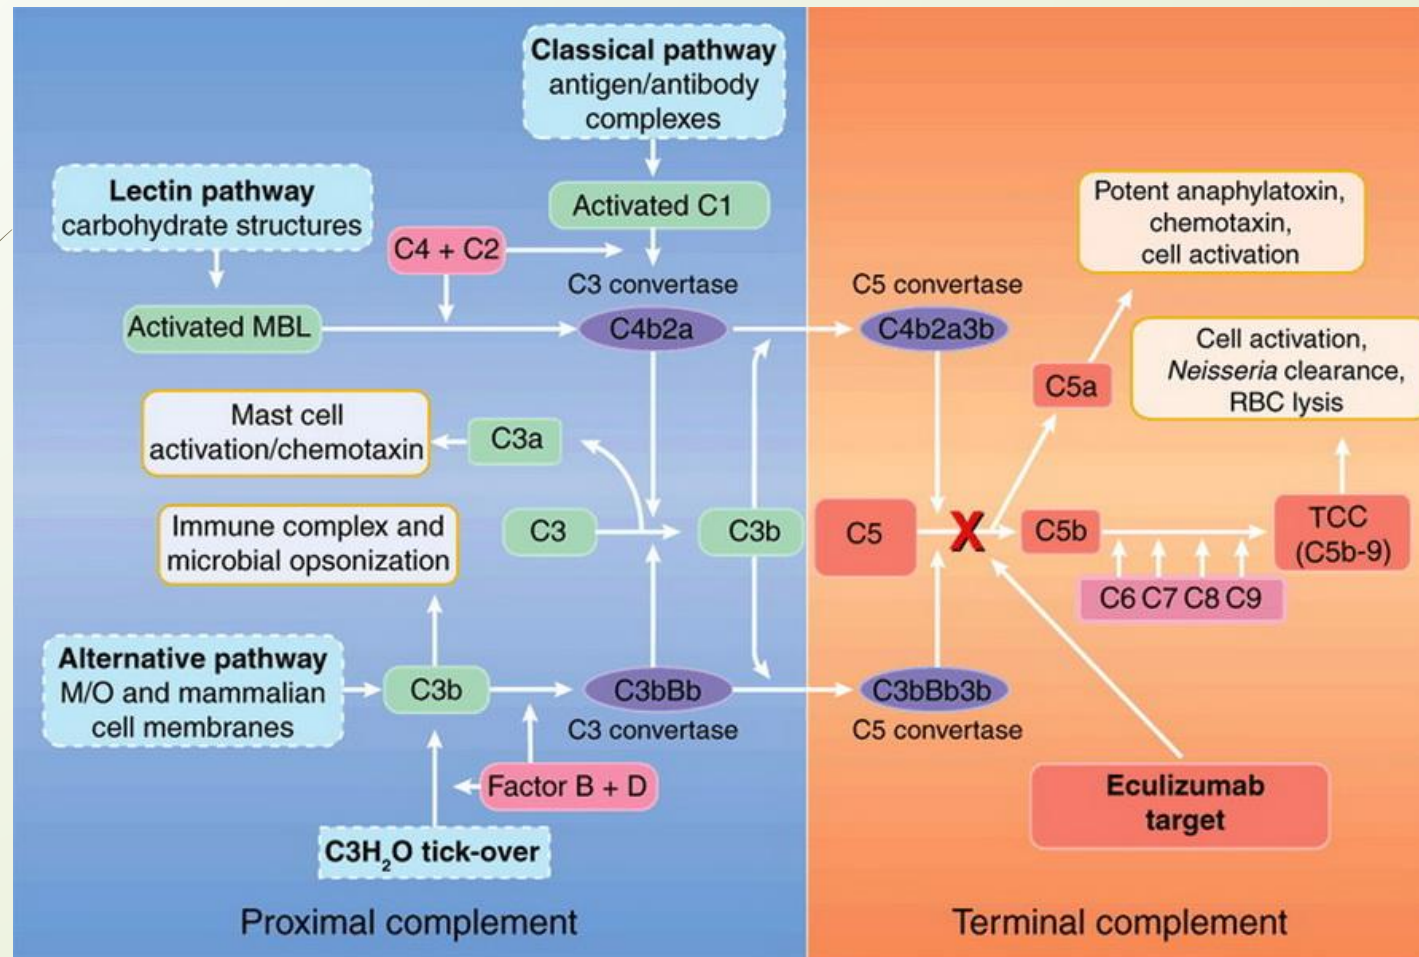 Classical pathway
antigen/antibody
complexes
Lectin pathway
carbohydrate structures
Activated C1
C4 + C2
C3 convertase
Activated MBL
C4b2a
C5 convertase
C4b2a3b
Potent anaphylatoxin,
chemotaxin,
cell activation
Cell activation,
Neisseria clearance,
RBC lysis
C5a
Mast cell
activation/chemotaxin
C3a
Immune complex and
microbial opsonization
C3
C3b
C5
X
C5b
TCC
(C5b-9)
C6 C7 C8 C9
Alternative pathway
M/O and mammalian
cell membranes
C3b
C3bBb
C3 convertase
C3bBb3b
C5 convertase
Factor B + D
C3H₂O tick-over
Eculizumab
target
Proximal complement
Terminal complement